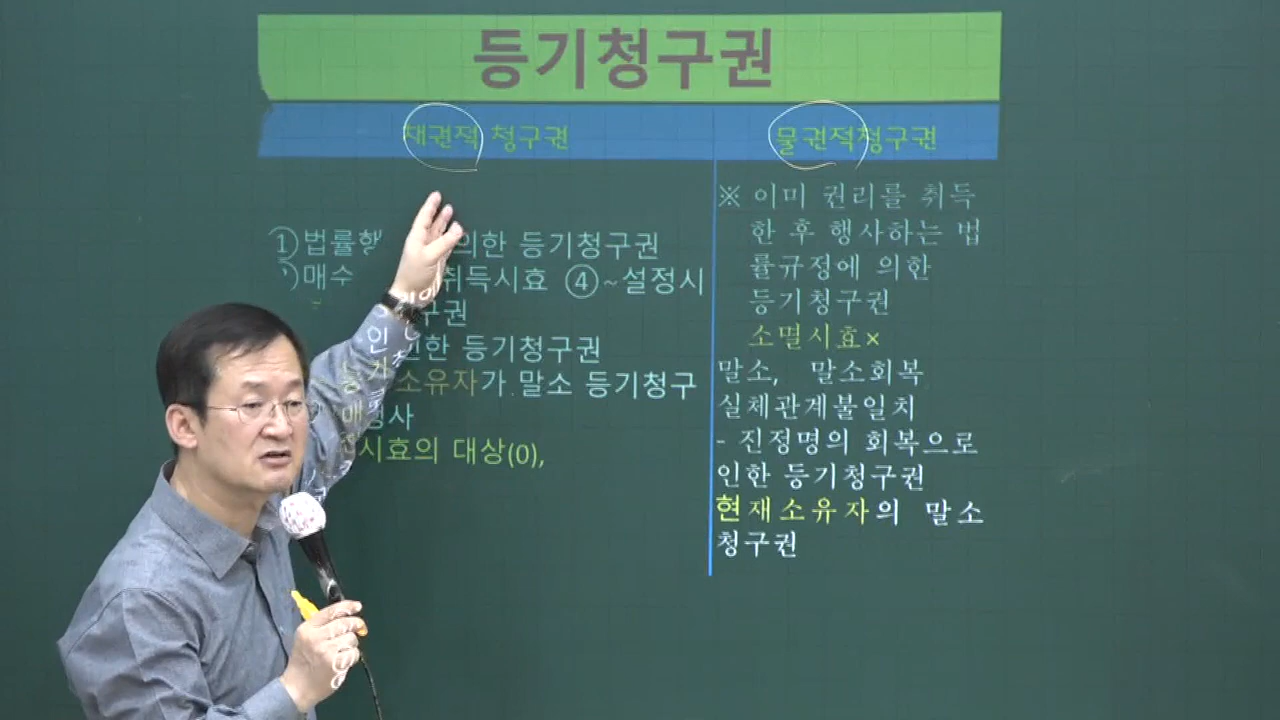 등기청구권
채권적 청구권
물권적청구권
①법률행 의한 등기청구권
매수 취득시효 ④~설정시
구권
인한 등기청구권
소유자가 말소 등기청구
사
시효의 대상(0),
※ 이미 권리를 취득
한 후 행사하는 법
률규정에 의한
등기청구권
소멸시효×
말소, 말소회복
실체관계불일치
- 진정명의 회복으로
인한 등기청구권
현재소유자의 말소
청구권